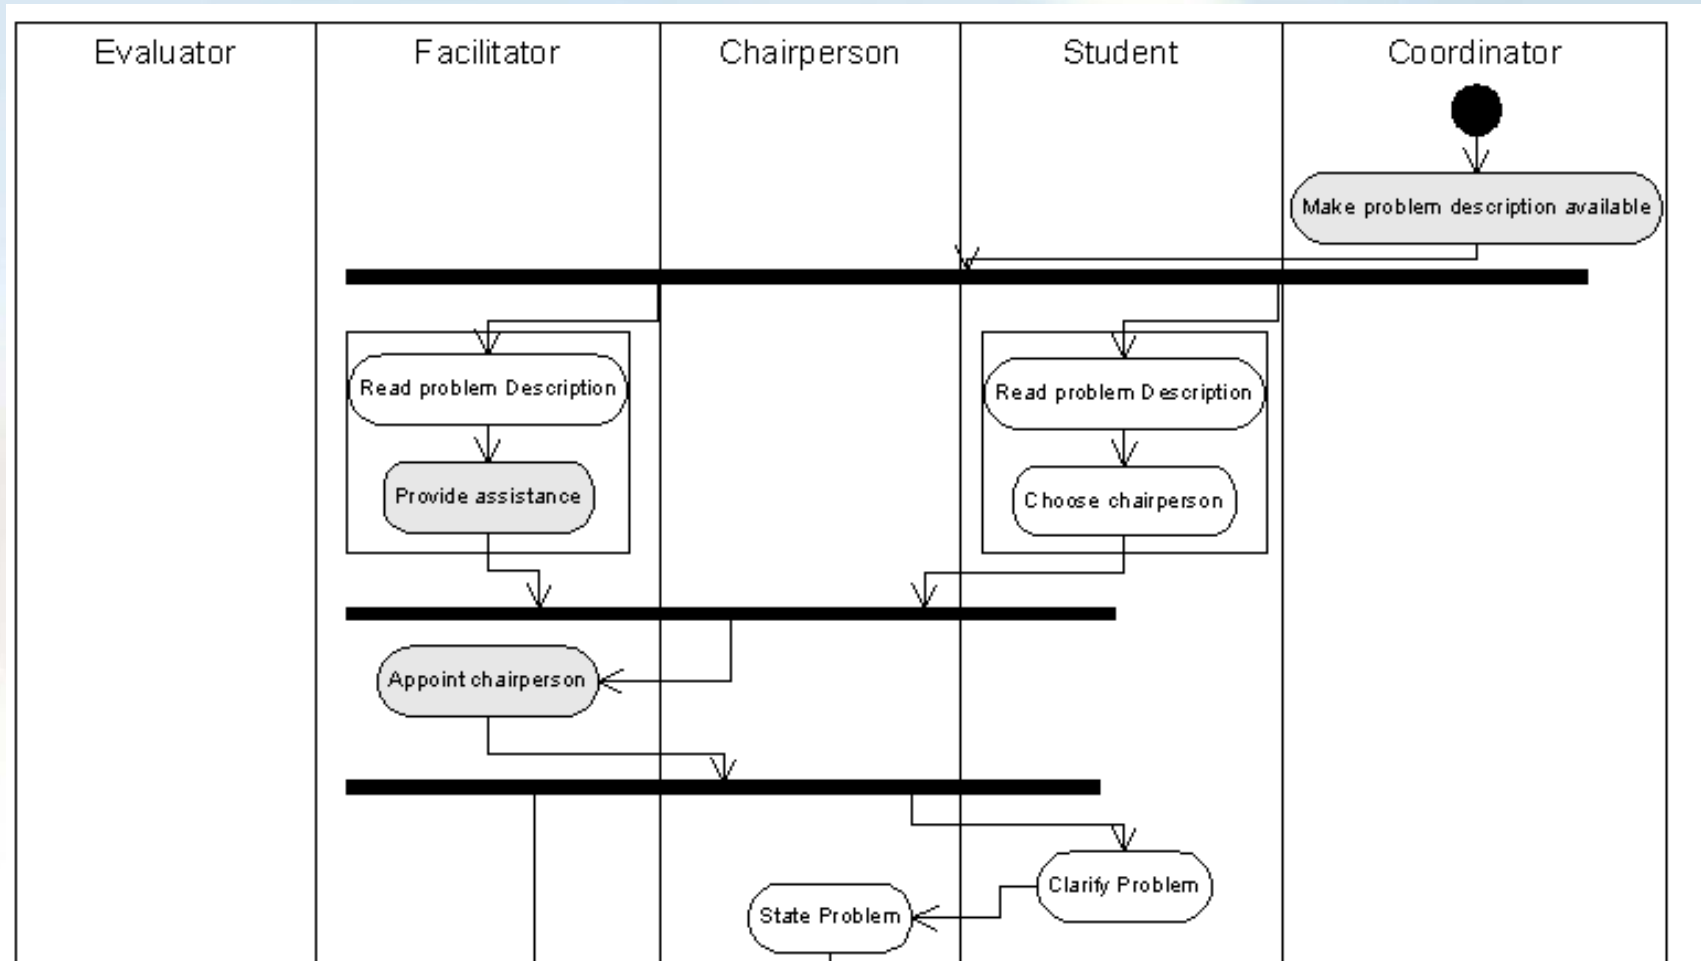 Evaluator
Facilitator
Chairperson
Student
Coordinator
Make problem description available
Read problem Description
Read problem Description
Provide assistance
Choose chairperson
Appoint chairperson
Clarify Problem
State Problem